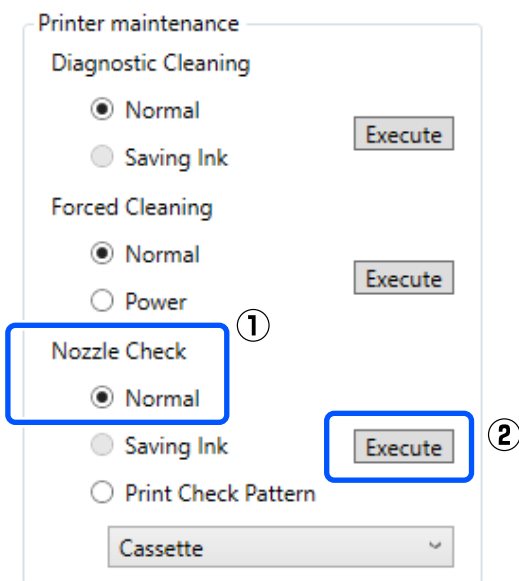 Printer maintenance
Diagnostic Cleaning
Normal
Execute
Saving Ink
Forced Cleaning
Normal
Execute
Power
①
Nozzle Check
Normal
Saving Ink
Execute
②
Print Check Pattern
Cassette